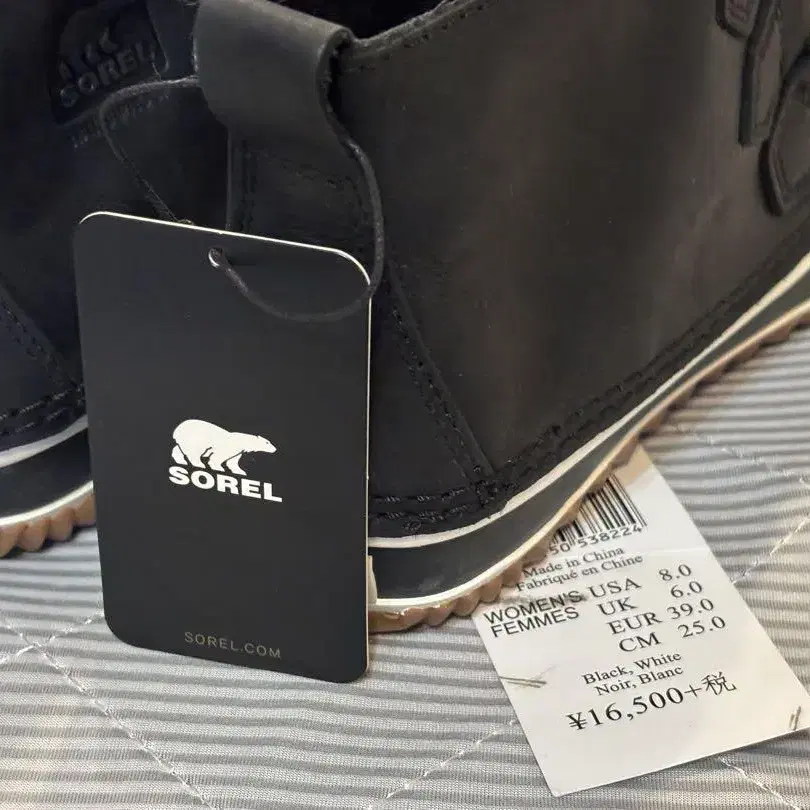 SOREL
SOREL
SOREL.COM
50 538224
Made in China
Fabriqué en Chine
WOMEN'S
FEMMES
USA 8.0
UK 6.0
EUR 39.0
CM 25.0
Black, White
Noir, Blanc
¥16,500+税